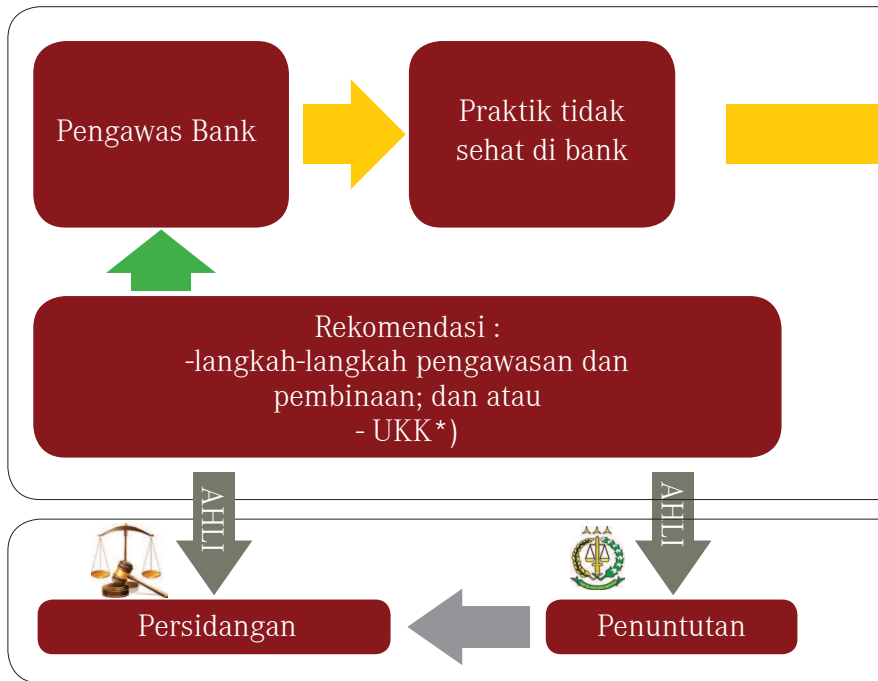 Pengawas Bank
Praktik tidak
sehat di bank
Rekomendasi :
-langkah-langkah pengawasan dan
pembinaan; dan atau
- UKK*)
AHLI
AHLI
Persidangan
Penuntutan